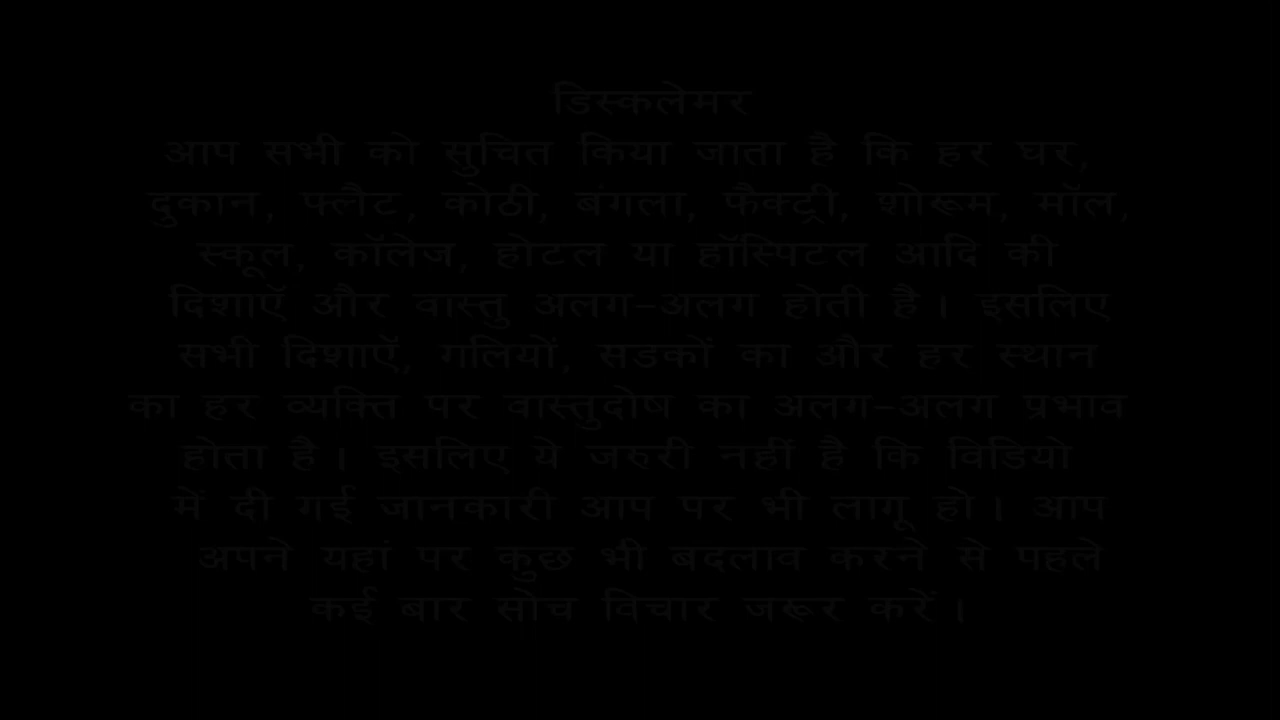 डिस्कलेमर
आप सभी को सुचित किया जाता है कि हर घर,
दुकान, फ्लैट, कोठी, बंगला, फैक्ट्री, शोरूम, मॉल,
स्कूल, कॉलेज, होटल या हॉस्पिटल आदि की
दिशाएँ और वास्तु अलग–अलग होती है। इसलिए
सभी दिशाएँ, गलियों, सडकों का और हर स्थान
का हर व्यक्ति पर वास्तुदोष का अलग–अलग प्रभाव
होता है। इसलिए ये जरुरी नहीं है कि विडियो
में दी गई जानकारी आप पर भी लागू हो। आप
अपने यहां पर कुछ भी बदलाव करने से पहले
कई बार सोच विचार जरूर करें।